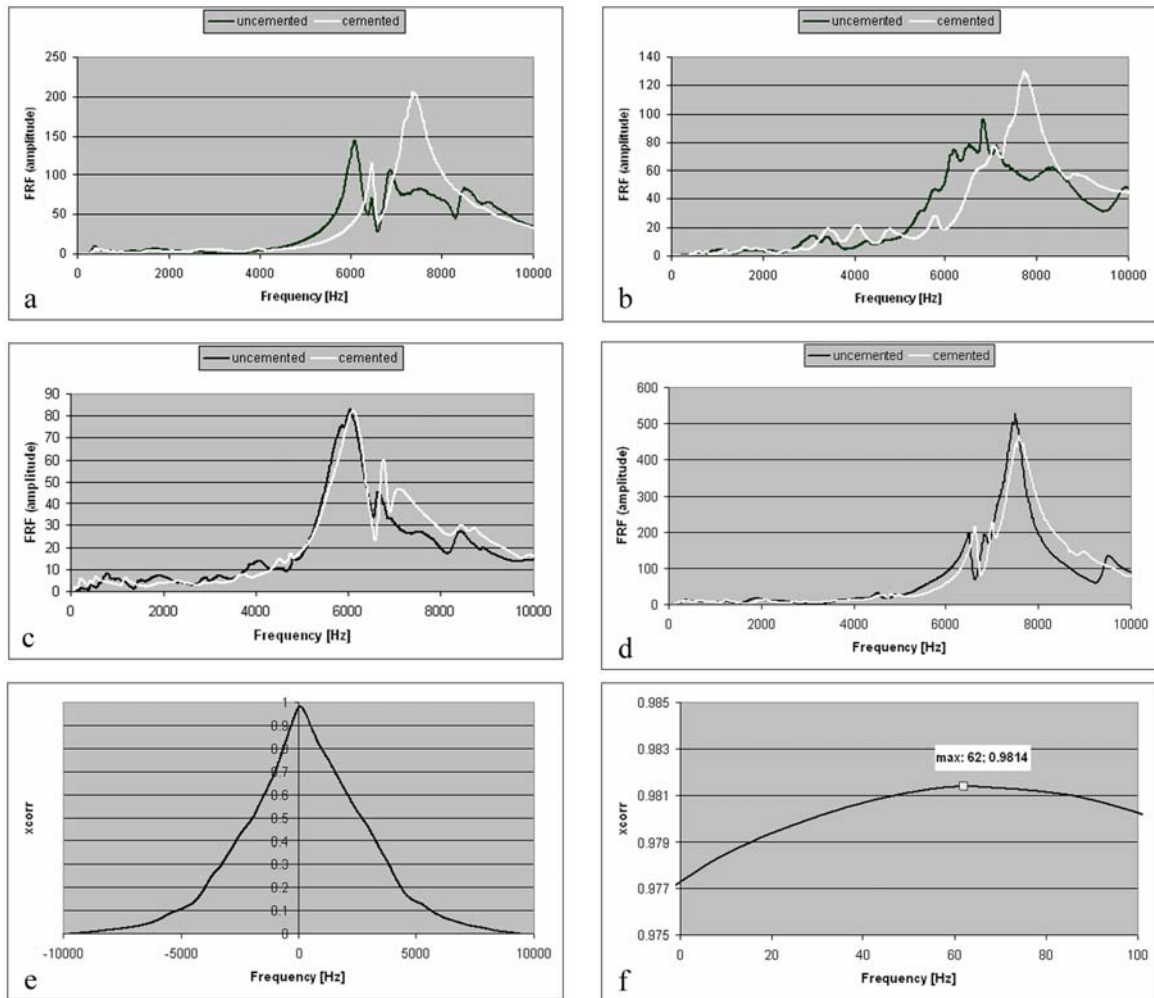 uncemented cemented
250
200
150
100
50
0
FRF (amplitude)
0 2000 4000 6000 8000 10000
Frequency [Hz]
a
uncemented cemented
140
120
100
80
60
40
20
0
FRF (amplitude)
0 2000 4000 6000 8000 10000
Frequency [Hz]
b
uncemented cemented
90
80
70
60
50
40
30
20
10
0
FRF (amplitude)
0 2000 4000 6000 8000 10000
Frequency [Hz]
c
uncemented cemented
600
500
400
300
200
100
0
FRF (amplitude)
0 2000 4000 6000 8000 10000
Frequency [Hz]
d
1
0.9
0.8
0.7
0.6
0.5
0.4
0.3
0.2
0.1
0
xcorr
-10000 -5000 0 5000 10000
Frequency [Hz]
e
0.985
0.983
0.981
0.979
0.977
0.975
xcorr
max: 62; 0.9814
0 20 40 60 80 100
Frequency [Hz]
f